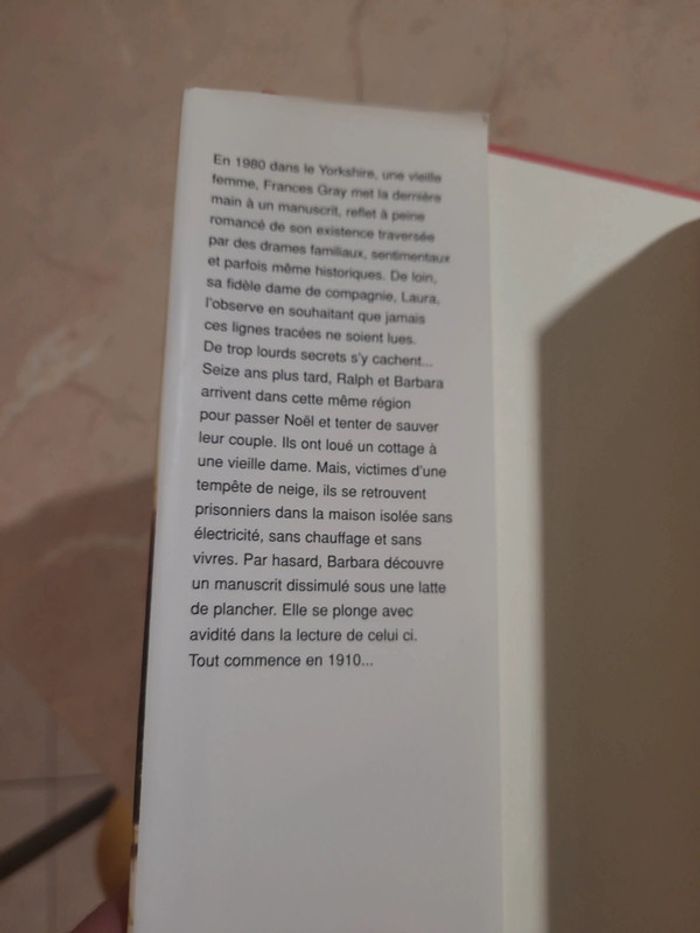 En 1980 dans le Yorkshire, une vieille
femme, Frances Gray met la dernière
main à un manuscrit, reflet à peine
romancé de son existence traversée
par des drames familiaux, sentimentaux
et parfois même historiques. De loin,
sa fidèle dame de compagnie, Laura,
l'observe en souhaitant que jamais
ces lignes tracées ne soient lues.
De trop lourds secrets s'y cachent...
Seize ans plus tard, Ralph et Barbara
arrivent dans cette même région
pour passer Noël et tenter de sauver
leur couple. Ils ont loué un cottage à
une vieille dame. Mais, victimes d'une
tempête de neige, ils se retrouvent
prisonniers dans la maison isolée sans
électricité, sans chauffage et sans
vivres. Par hasard, Barbara découvre
un manuscrit dissimulé sous une latte
de plancher. Elle se plonge avec
avidité dans la lecture de celui ci.
Tout commence en 1910...